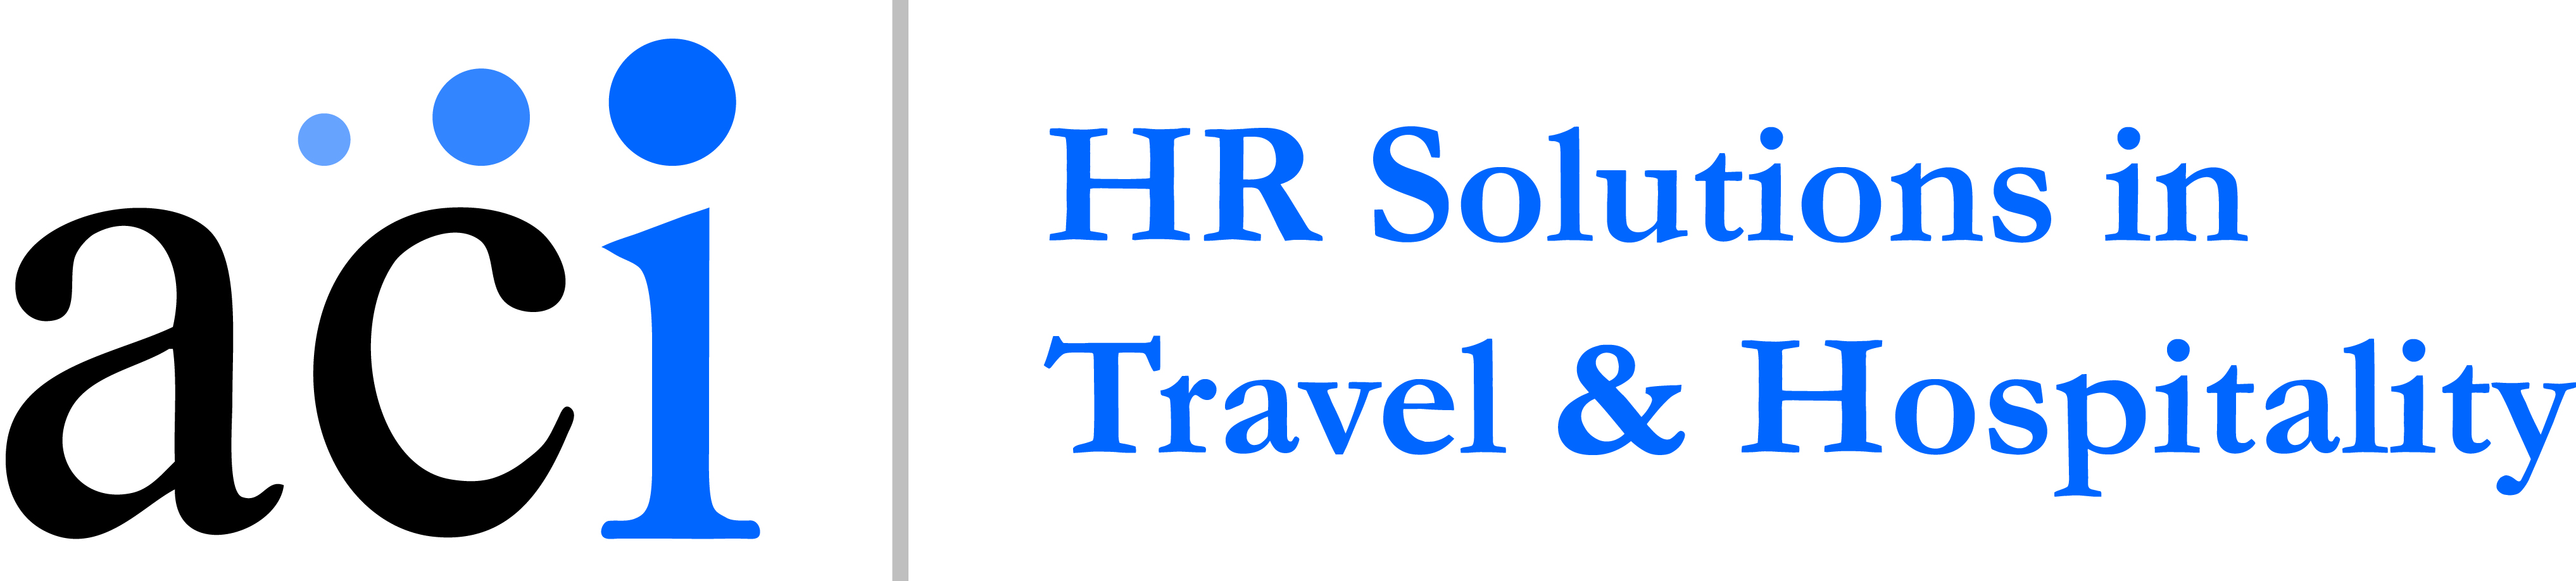 aci
HR Solutions in
Travel & Hospitality